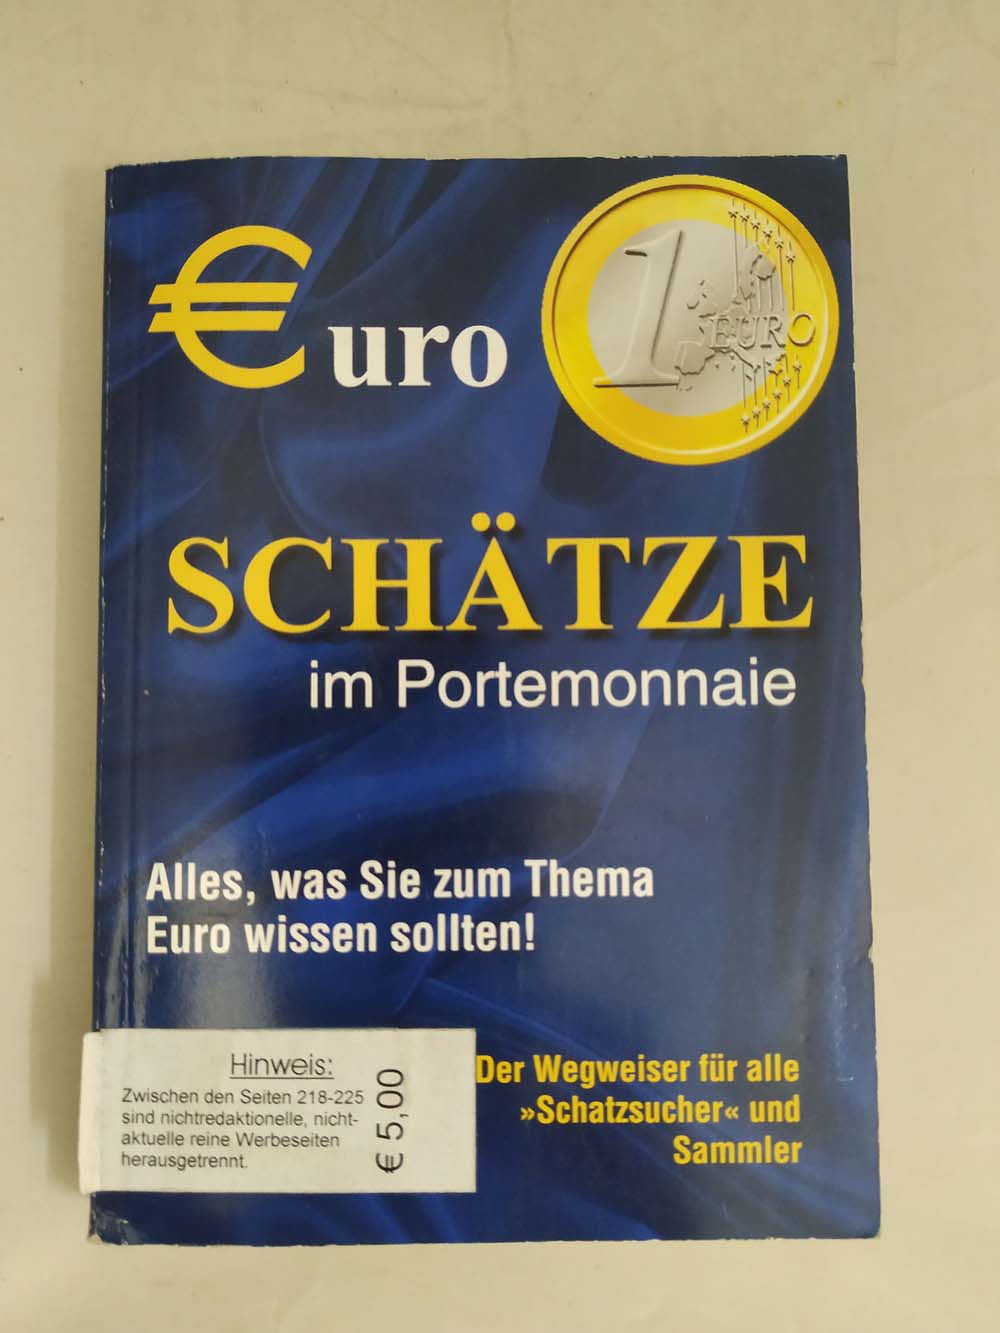 €uro
1 EURO
SCHÄTZE
im Portemonnaie
Alles, was Sie zum Thema
Euro wissen sollten!
Hinweis:
Zwischen den Seiten 218-225
sind nichtredaktionelle, nicht-
aktuelle reine Werbeseiten
herausgetrennt.
€ 5,00
Der Wegweiser für alle
»Schatzsucher« und
Sammler